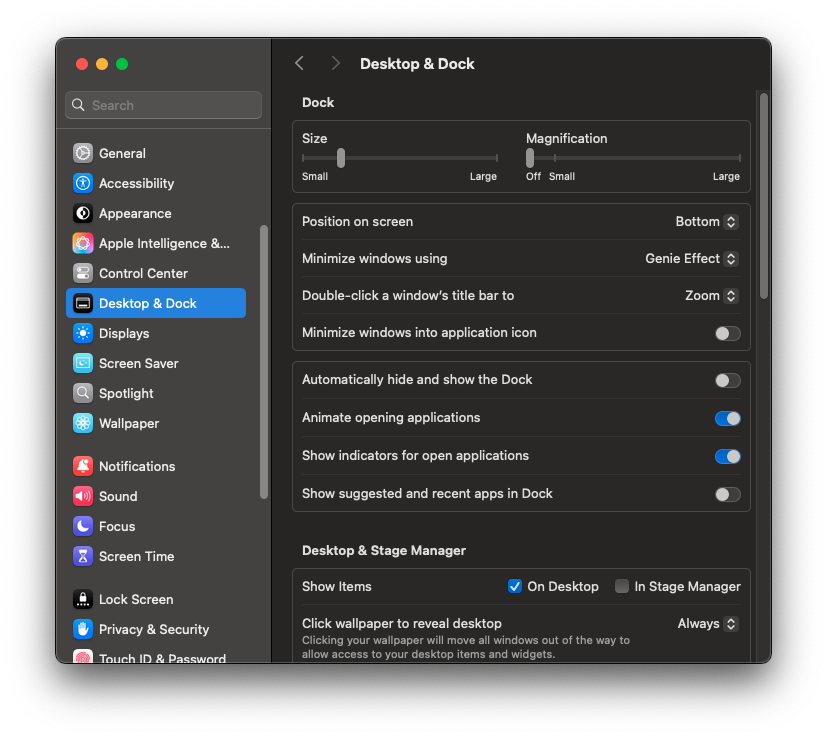 Search
General
Accessibility
Appearance
Apple Intelligence &...
Control Center
Desktop & Dock
Displays
Screen Saver
Spotlight
Wallpaper
Notifications
Sound
Focus
Screen Time
Lock Screen
Privacy & Security
Touch ID & Password
Desktop & Dock
Dock
Size
Small Large
Magnification
Off Small Large
Position on screen Bottom
Minimize windows using Genie Effect
Double-click a window's title bar to Zoom
Minimize windows into application icon
Automatically hide and show the Dock
Animate opening applications
Show indicators for open applications
Show suggested and recent apps in Dock
Desktop & Stage Manager
Show Items On Desktop In Stage Manager
Click wallpaper to reveal desktop Always
Clicking your wallpaper will move all windows out of the way to
allow access to your desktop items and widgets.